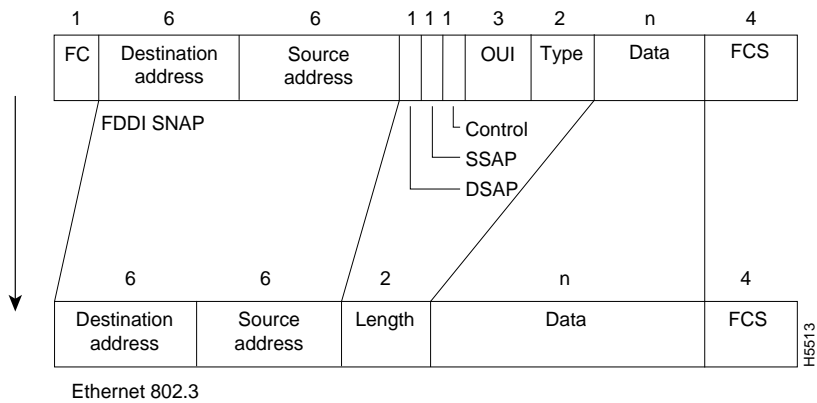 1 6 6 1 1 1 3 2 n 4
FC Destination address Source address OUI Type Data FCS
FDDI SNAP
Control
SSAP
DSAP
6 6 2 n 4
Destination address Source address Length Data FCS
H5513
Ethernet 802.3